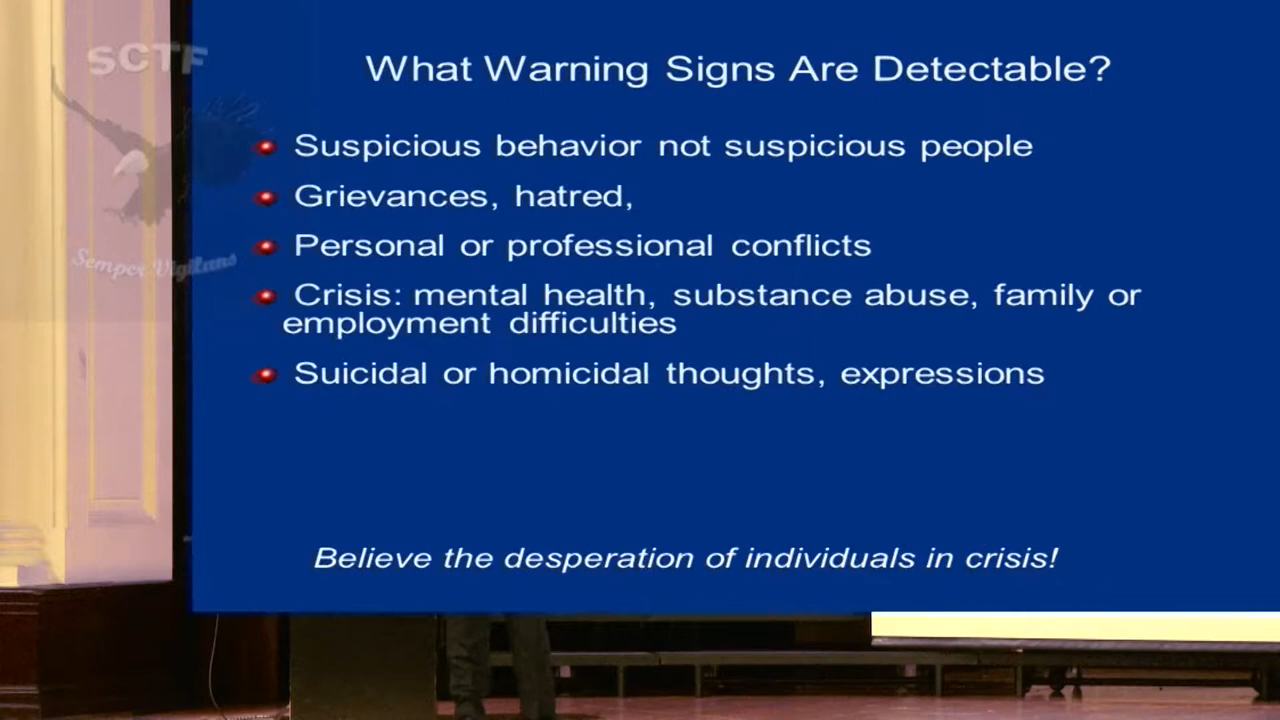 SCTF
What Warning Signs Are Detectable?
Suspicious behavior not suspicious people
Grievances, hatred,
Personal or professional conflicts
Semper Vigilans
Crisis: mental health, substance abuse, family or
employment difficulties
Suicidal or homicidal thoughts, expressions
Believe the desperation of individuals in crisis!